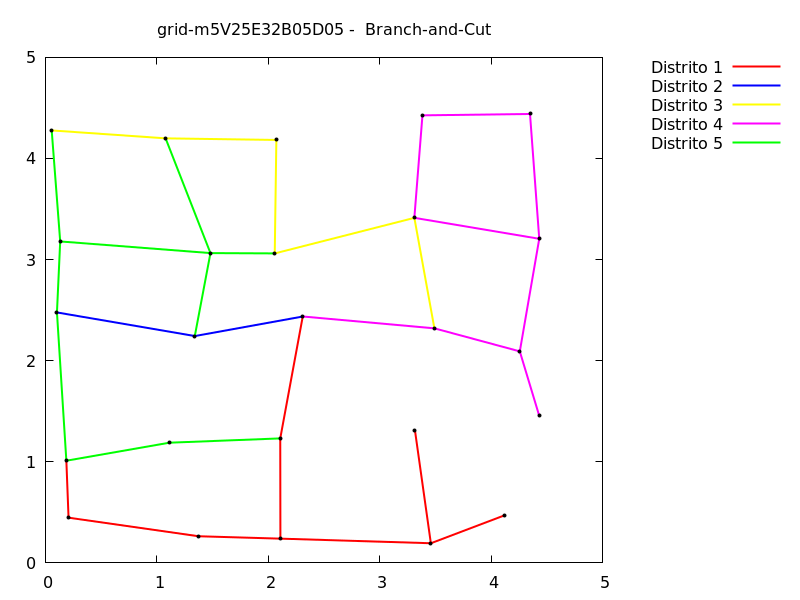 grid-m5V25E32B05D05 -  Branch-and-Cut
Distrito 1
Distrito 2
Distrito 3
Distrito 4
Distrito 5
5
4
3
2
1
0
0 1 2 3 4 5